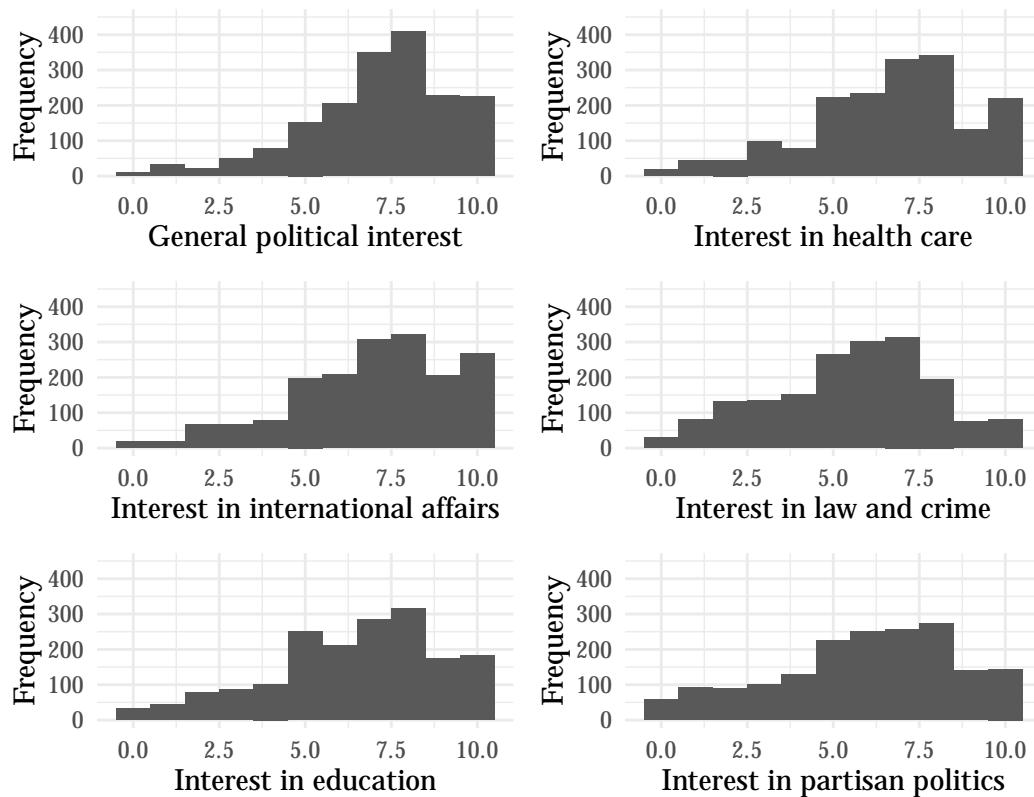 Frequency
400
300
200
100
0
0.0 2.5 5.0 7.5 10.0
General political interest
Frequency
400
300
200
100
0
0.0 2.5 5.0 7.5 10.0
Interest in health care
Frequency
400
300
200
100
0
0.0 2.5 5.0 7.5 10.0
Interest in international affairs
Frequency
400
300
200
100
0
0.0 2.5 5.0 7.5 10.0
Interest in law and crime
Frequency
400
300
200
100
0
0.0 2.5 5.0 7.5 10.0
Interest in education
Frequency
400
300
200
100
0
0.0 2.5 5.0 7.5 10.0
Interest in partisan politics